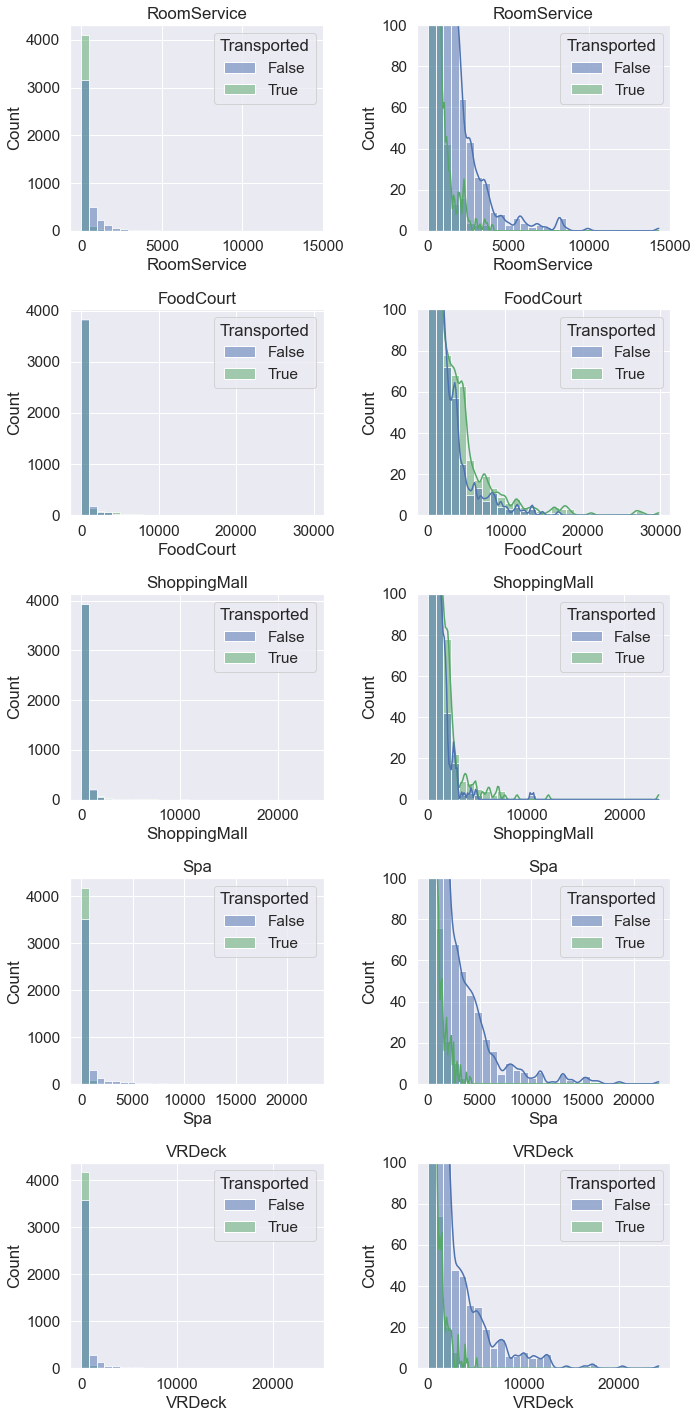 RoomService
RoomService
4000
3000
2000
1000
0
Count
Transported
False
True
0
5000
10000
15000
RoomService
100
80
60
40
20
0
Count
Transported
False
True
0
5000
10000
15000
RoomService
FoodCourt
FoodCourt
4000
3000
2000
1000
0
Count
Transported
False
True
0
10000
20000
30000
FoodCourt
100
80
60
40
20
0
Count
Transported
False
True
0
10000
20000
30000
FoodCourt
ShoppingMall
ShoppingMall
4000
3000
2000
1000
0
Count
Transported
False
True
0
10000
20000
ShoppingMall
100
80
60
40
20
0
Count
Transported
False
True
0
10000
20000
ShoppingMall
Spa
Spa
4000
3000
2000
1000
0
Count
Transported
False
True
0
5000
10000
15000
20000
Spa
100
80
60
40
20
0
Count
Transported
False
True
0
5000
10000
15000
20000
Spa
VRDeck
VRDeck
4000
3000
2000
1000
0
Count
Transported
False
True
0
10000
20000
VRDeck
100
80
60
40
20
0
Count
Transported
False
True
0
10000
20000
VRDeck